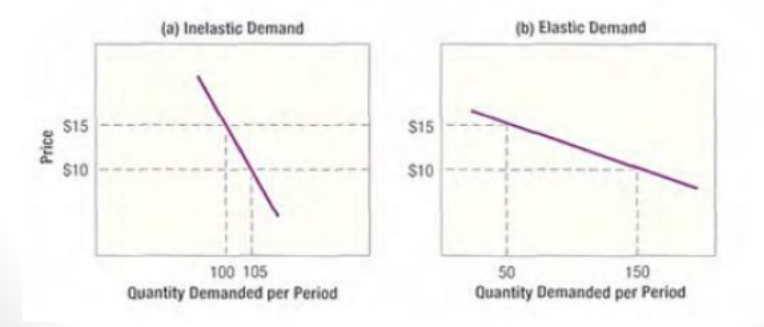 (a) Inelastic Demand
Price
$15
$10
100 105
Quantity Demanded per Period
(b) Elastic Demand
$15
$10
50 150
Quantity Demanded per Period